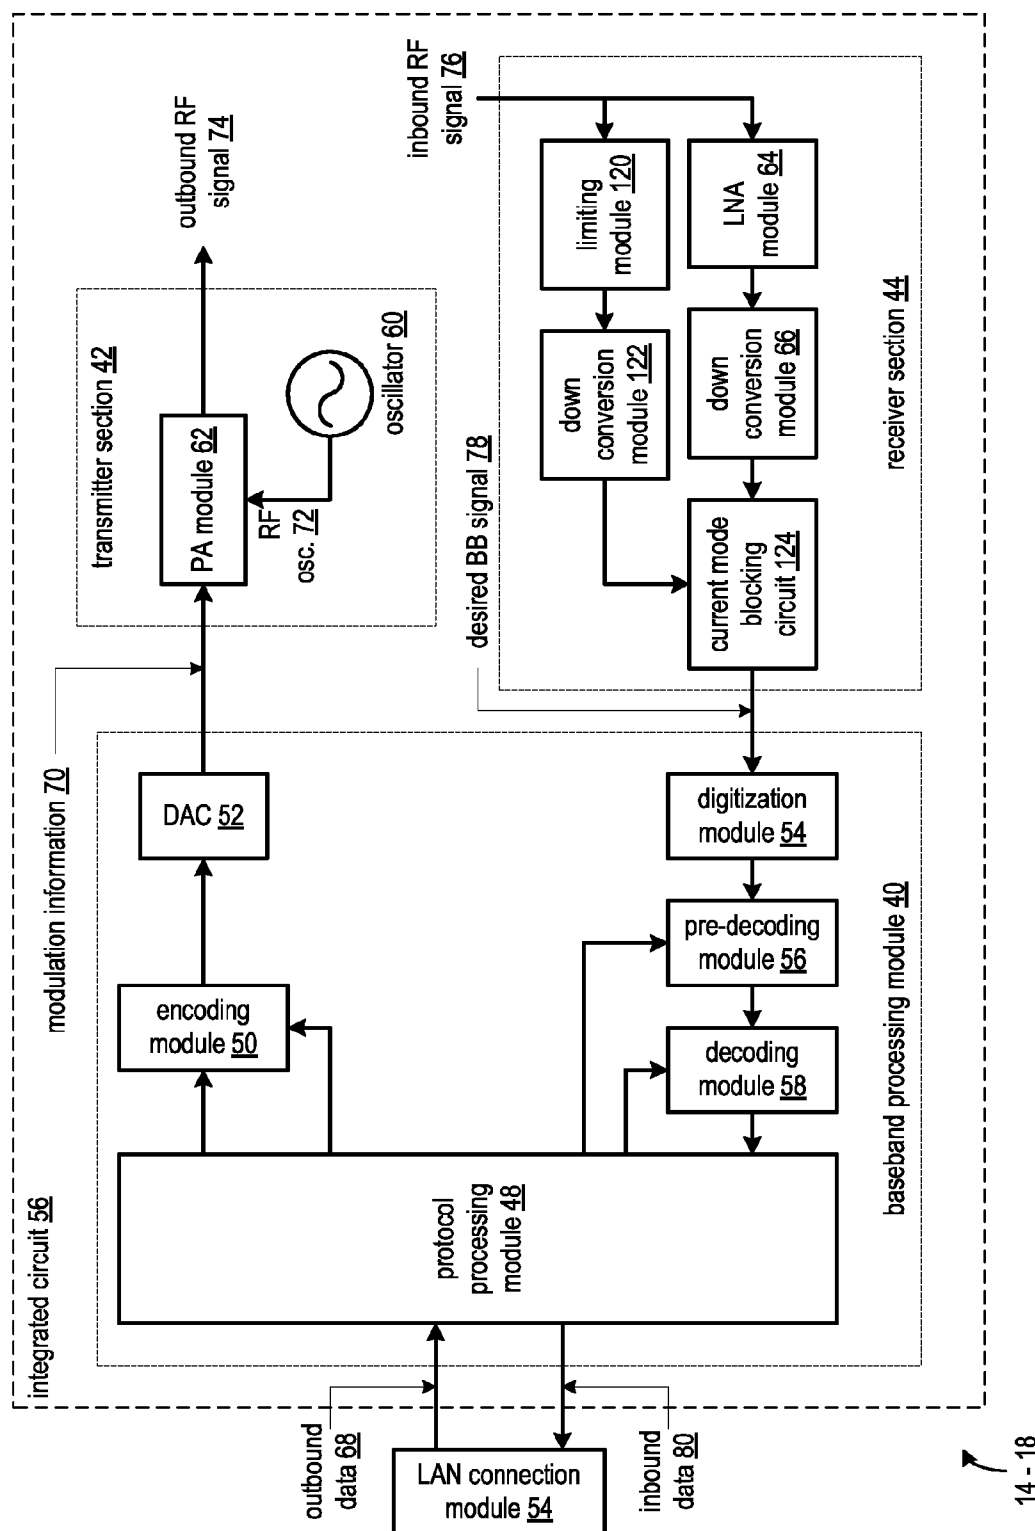 integrated circuit 56
modulation information 70
outbound RF
signal 74
transmitter section 42
PA module 62
RF
osc. 72
oscillator 60
DAC 52
encoding
module 50
outbound
data 68
LAN connection
module 54
inbound
data 80
protocol
processing
module 48
baseband processing module 40
decoding
module 58
pre-decoding
module 56
digitization
module 54
desired BB signal 78
inbound RF
signal 76
limiting
module 120
down
conversion
module 122
LNA
module 64
down
conversion
module 66
current mode
blocking
circuit 124
receiver section 44
14 - 18